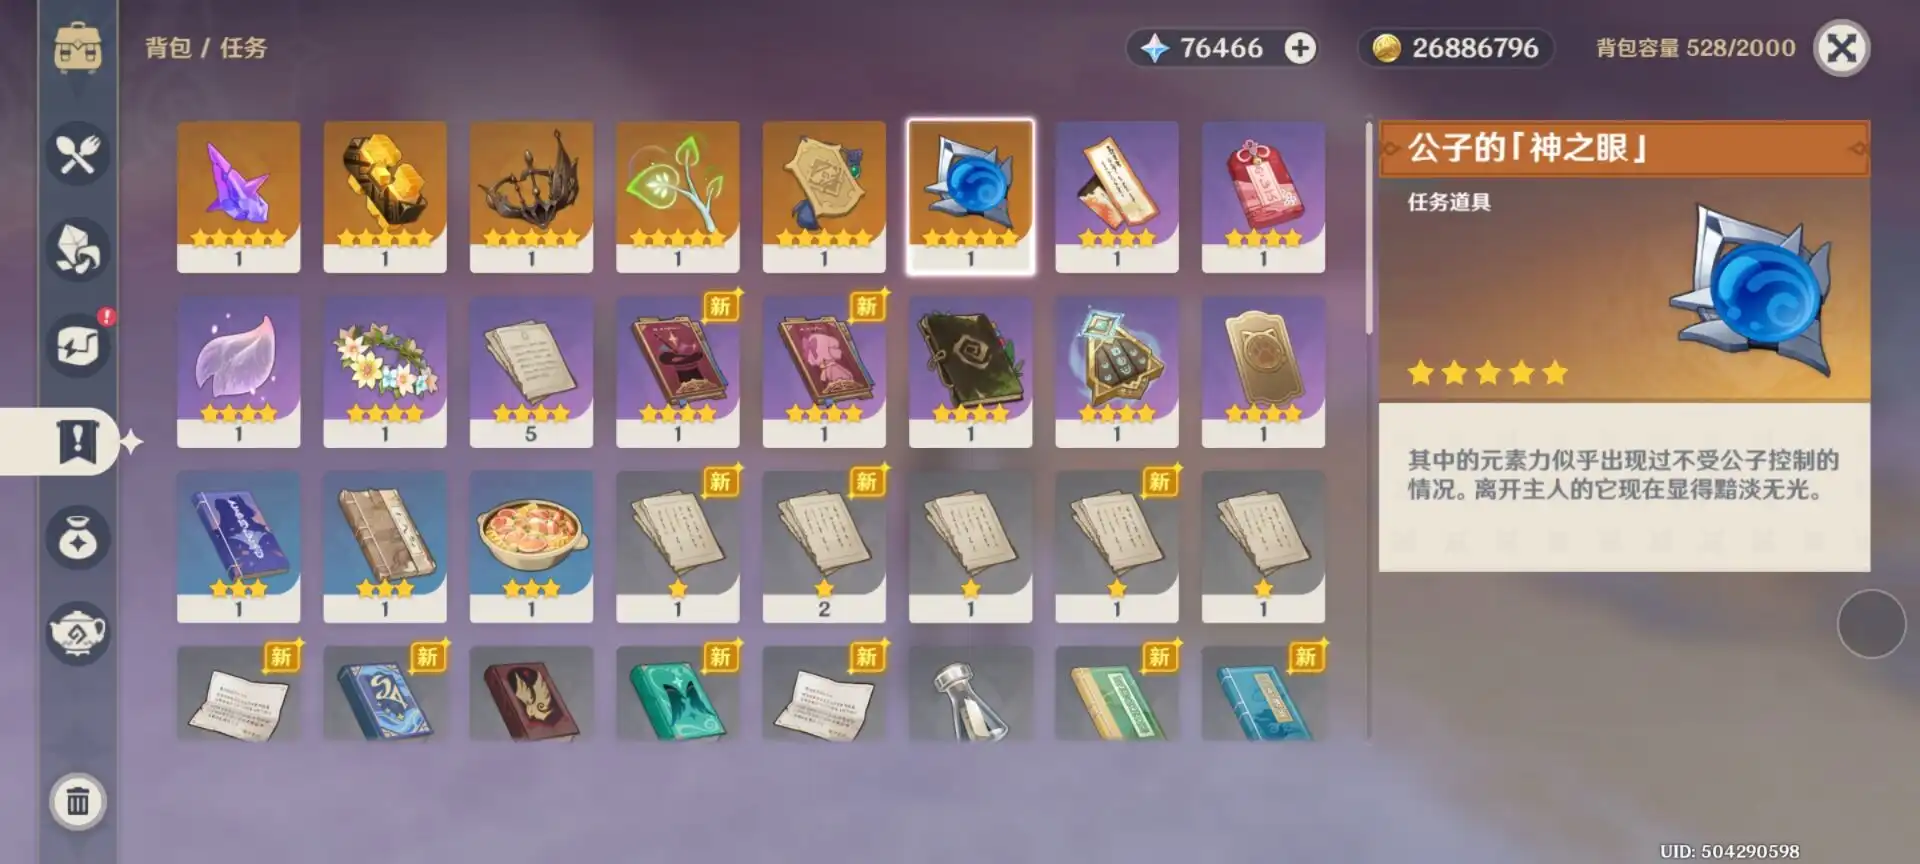 背包 / 任务
76466
26886796
背包容量 528/2000
1
1
1
1
1
1
1
1
新
新
1
1
5
1
1
1
1
1
新
新
新
1
1
1
1
2
1
1
1
新
新
新
新
新
新
公子的「神之眼」
任务道具
其中的元素力似乎出现过不受公子控制的
情况。离开主人的它现在显得黯淡无光。
UID: 504290598